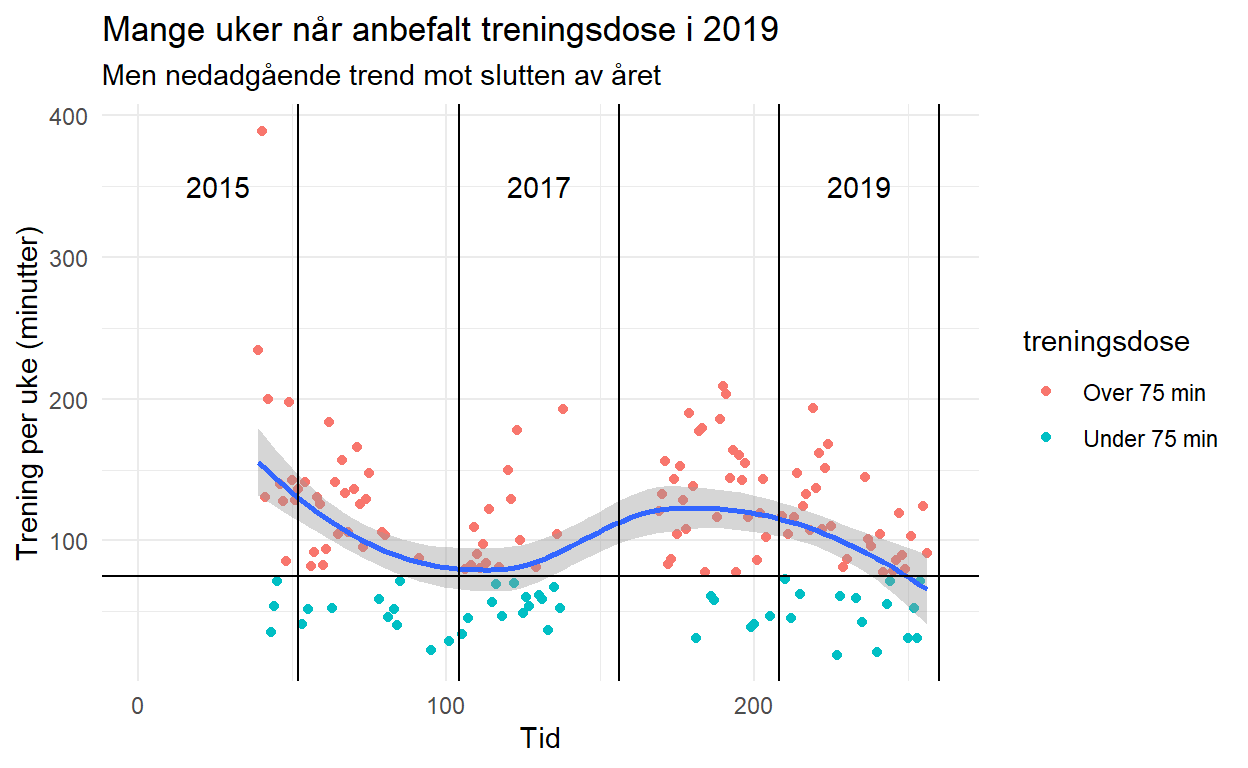 Mange uker når anbefalt treningsdose i 2019
Men nedadgående trend mot slutten av året
Trening per uke (minutter)
400
300
200
100
2015
2017
2019
0
100
200
Tid
treningsdose
Over 75 min
Under 75 min